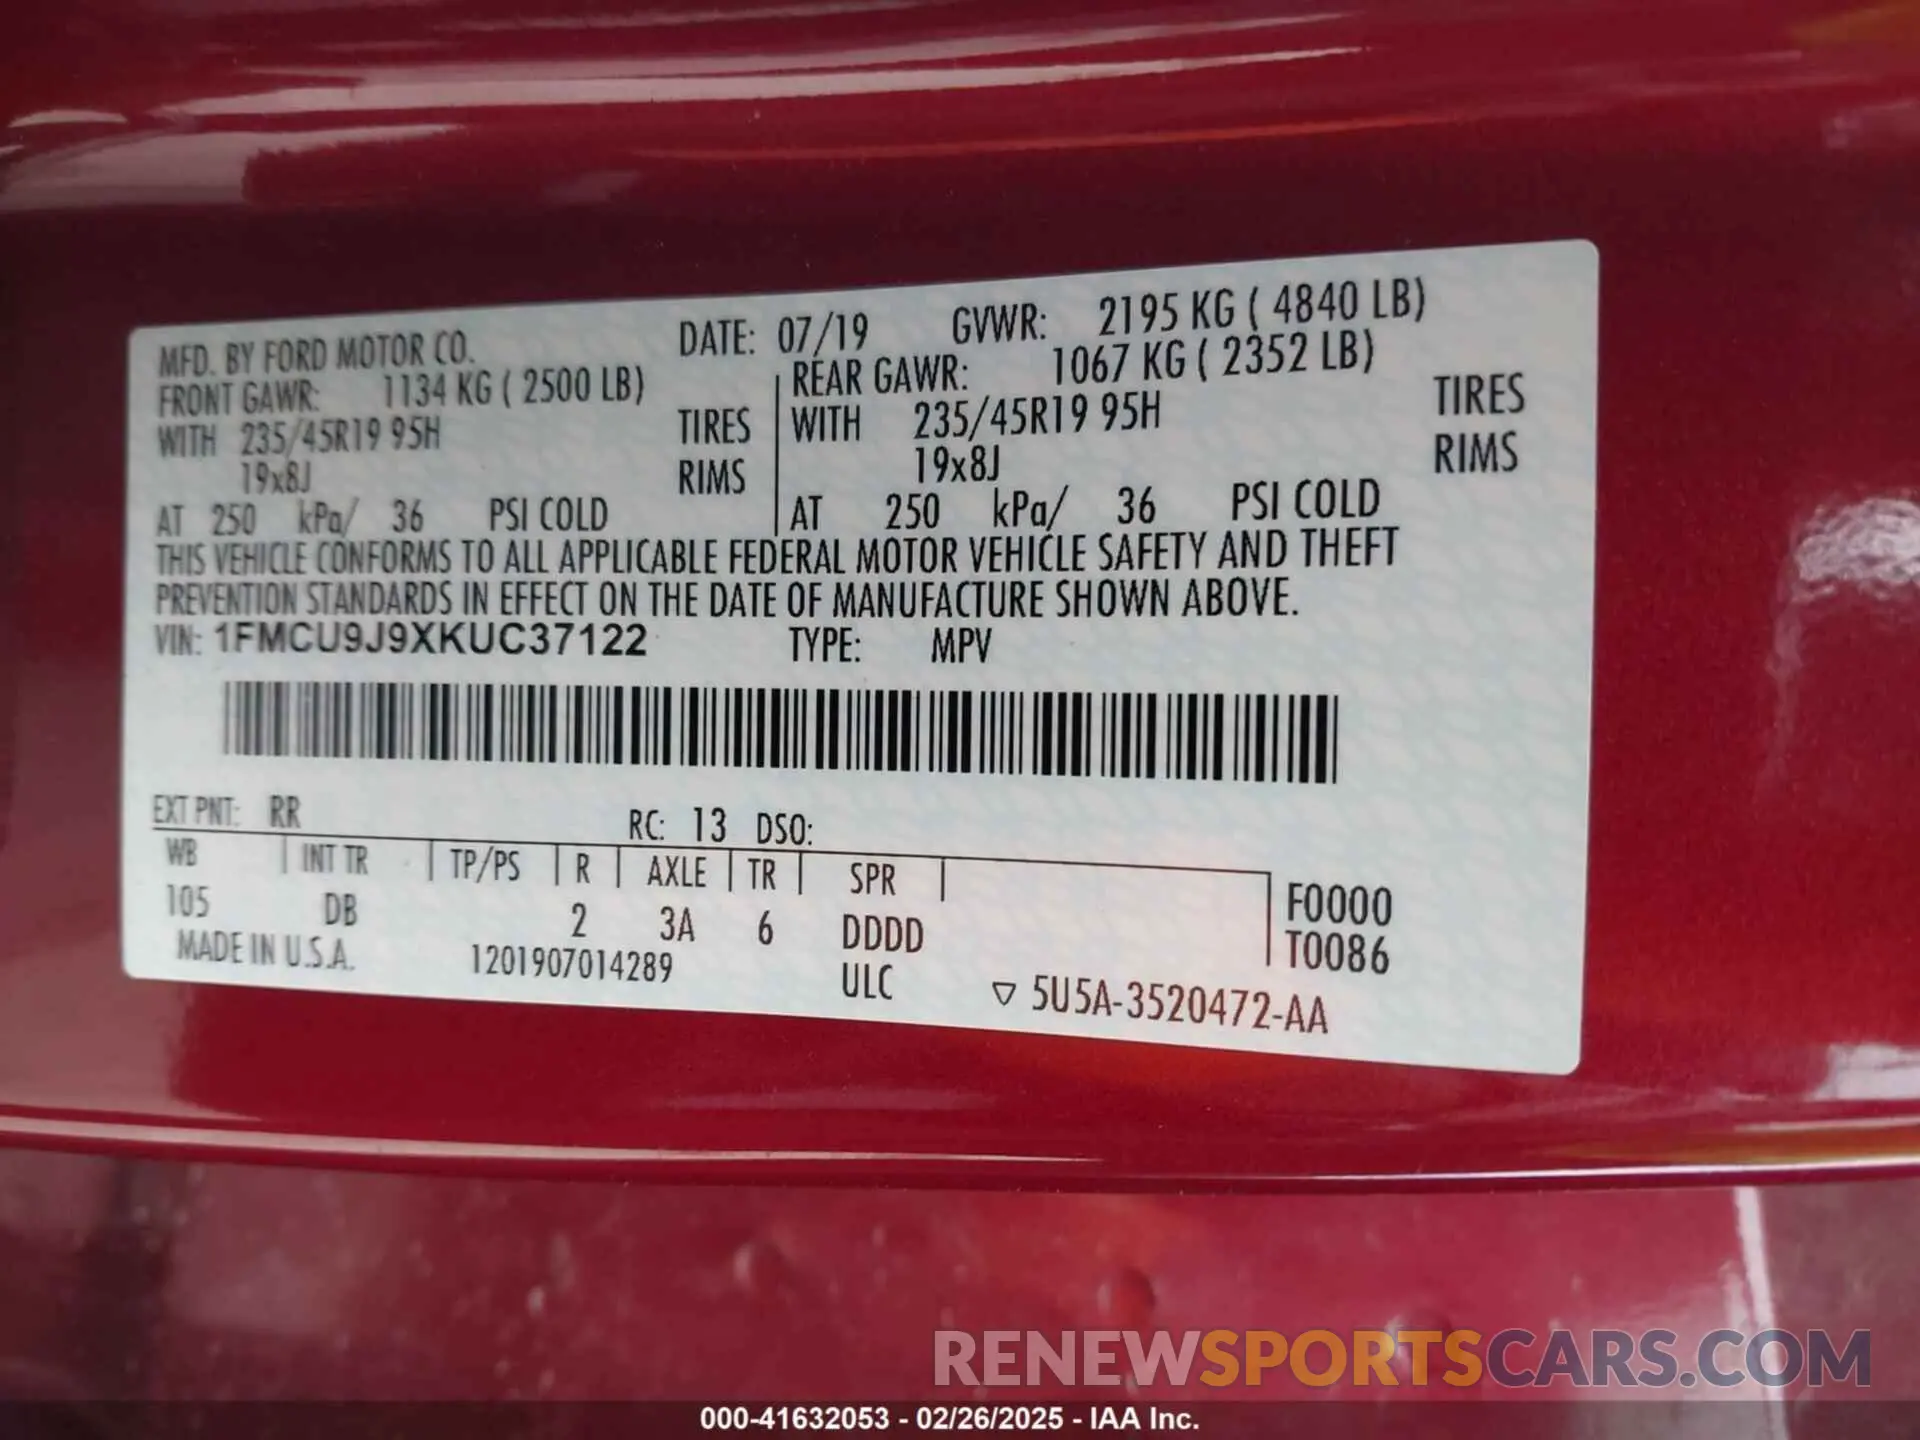 MFD. BY FORD MOTOR CO. DATE: 07/19 GVWR: 2195 KG ( 4840 LB)
FRONT GAWR: 1134 KG ( 2500 LB) REAR GAWR: 1067 KG ( 2352 LB)
WITH 235/45R19 95H TIRES WITH 235/45R19 95H TIRES
19x8J RIMS 19x8J RIMS
AT 250 kPa/ 36 PSI COLD AT 250 kPa/ 36 PSI COLD
THIS VEHICLE CONFORMS TO ALL APPLICABLE FEDERAL MOTOR VEHICLE SAFETY AND THEFT
PREVENTION STANDARDS IN EFFECT ON THE DATE OF MANUFACTURE SHOWN ABOVE.
VIN: 1FMCU9J9XKUC37122 TYPE: MPV
EXT PNT: RR RC: 13 DSO:
WB INT TR TP/PS R AXLE TR SPR F0000
105 DB 2 3A 6 DDDD T0086
MADE IN U.S.A. 1201907014289 ULC ▽ 5U5A-3520472-AA
RENEWSPORTSCARS.COM
000-41632053 - 02/26/2025 - IAA Inc.